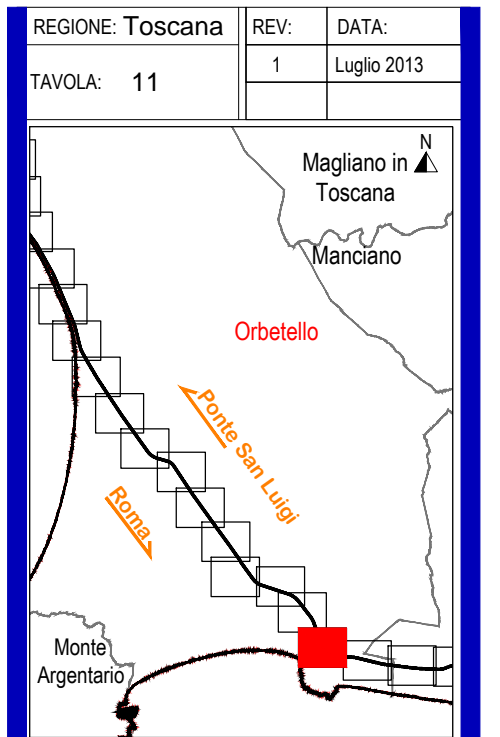 REGIONE: Toscana
REV:
DATA:
TAVOLA: 11
1
Luglio 2013
N
Magliano in
Toscana
Manciano
Orbetello
Ponte San Luigi
Roma
Monte
Argentario